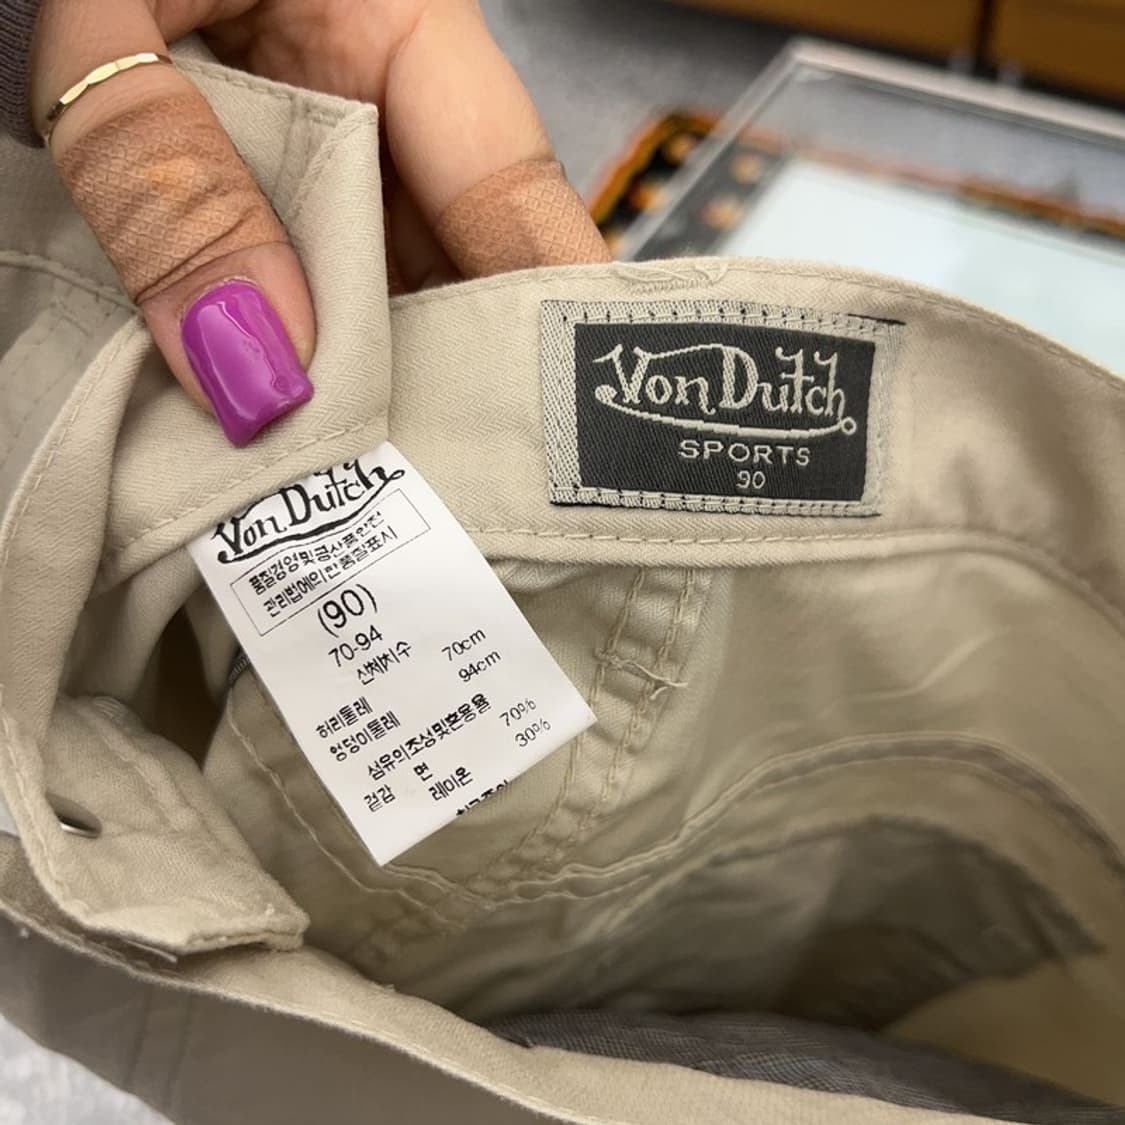 Von Dutch
SPORTS
90
Von Dutch
품질경영및공산품안전
관리법에의한품질표시
(90)
70-94
신체치수
허리둘레 70cm
엉덩이둘레 94cm
섬유의조성및혼용율
겉감 면 70%
레이온 30%